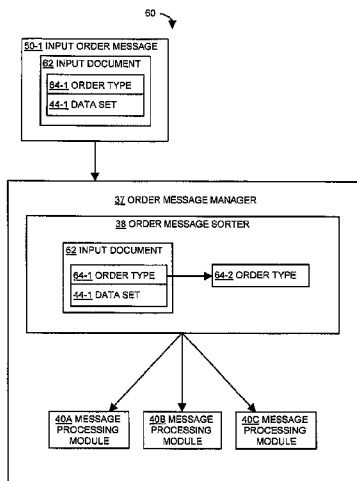 60
50-1 INPUT ORDER MESSAGE
62 INPUT DOCUMENT
64-1 ORDER TYPE
44-1 DATA SET
37 ORDER MESSAGE MANAGER
38 ORDER MESSAGE SORTER
62 INPUT DOCUMENT
64-1 ORDER TYPE
64-2 ORDER TYPE
44-1 DATA SET
40A MESSAGE
PROCESSING
MODULE
40B MESSAGE
PROCESSING
MODULE
40C MESSAGE
PROCESSING
MODULE